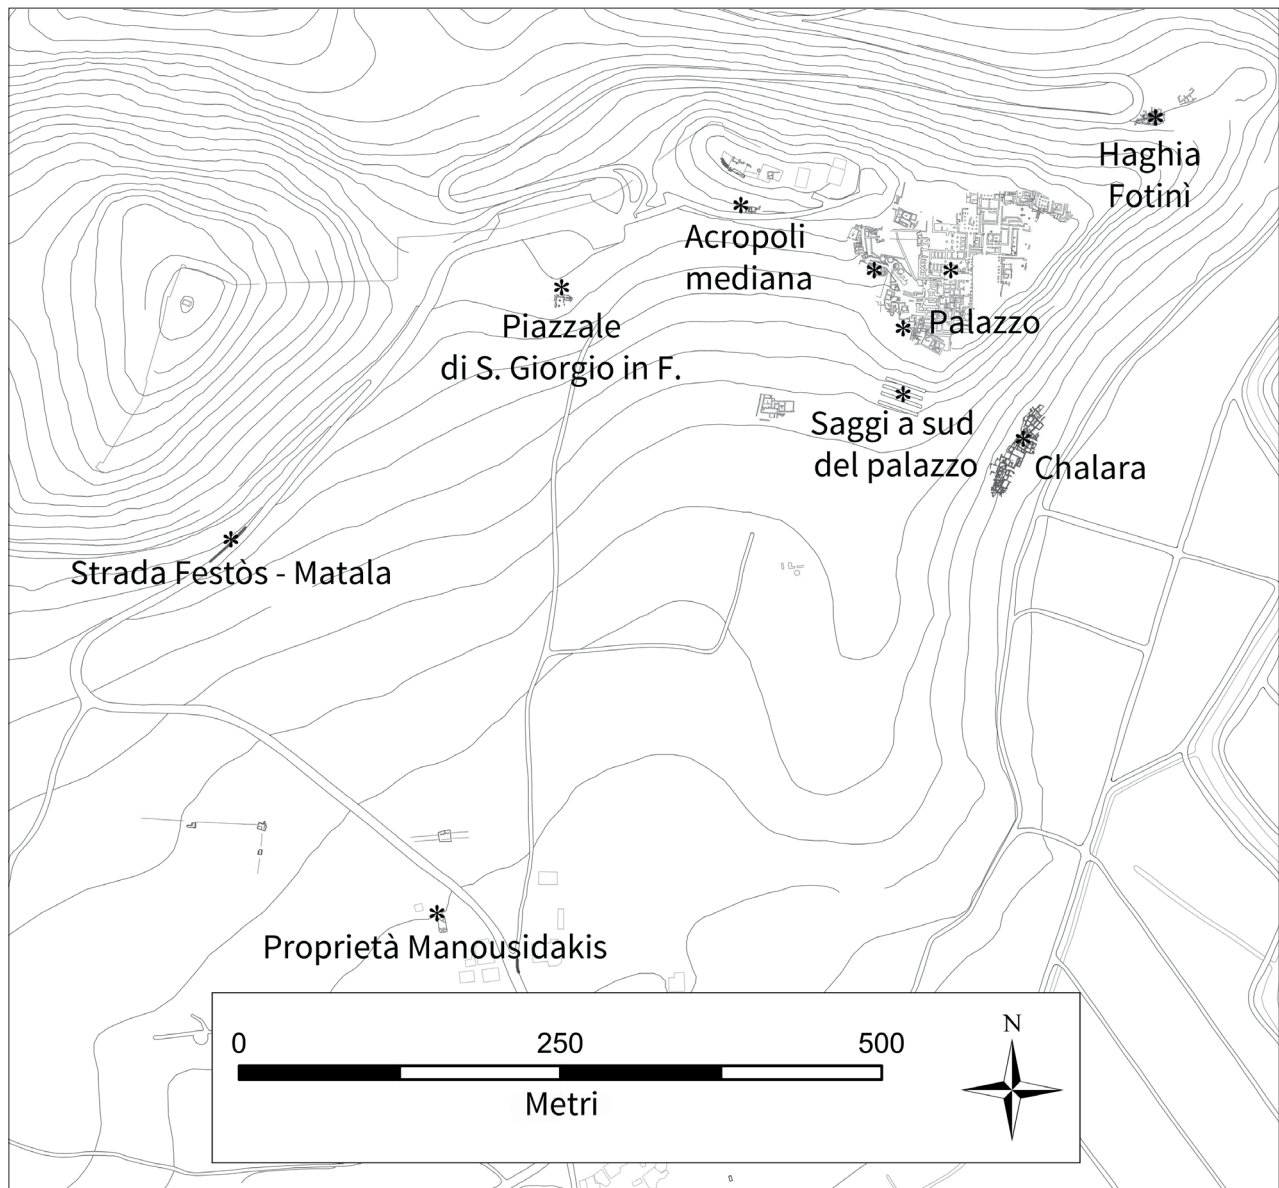 *
Haghia
Fotinì
*
Acropoli
mediana
*
*
*
Piazzale
di S. Giorgio in F.
*
Palazzo
*
Saggi a sud
del palazzo
*
Chalara
*
Strada Festòs - Matala
*
Proprietà Manousidakis
0 250 500
Metri
N